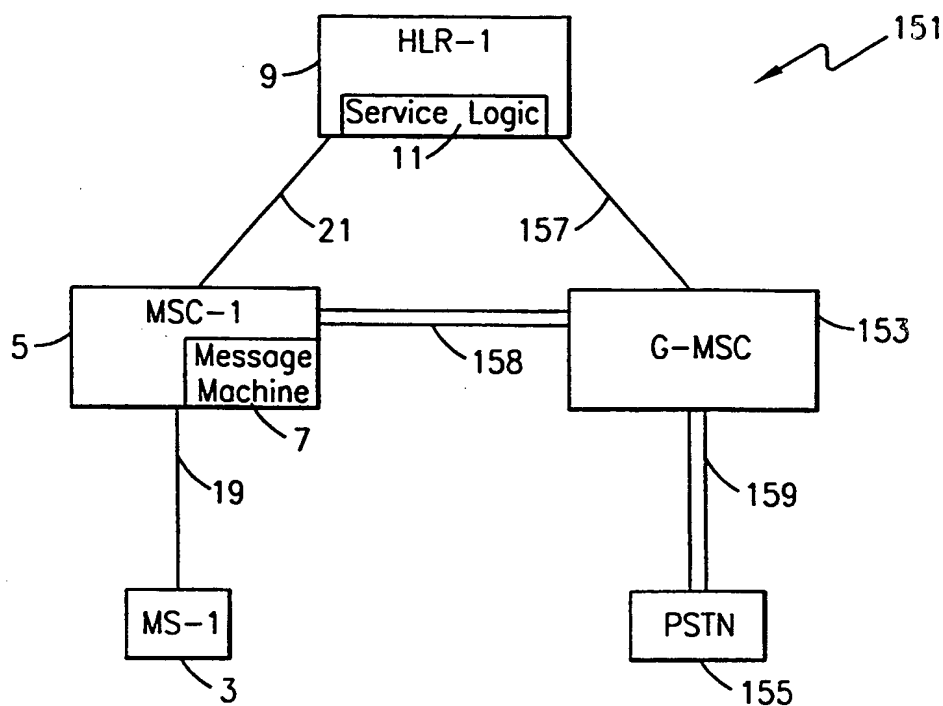 HLR-1
151
9
Service Logic
11
21
157
MSC-1
5
153
G-MSC
158
Message
Machine
7
19
159
MS-1
PSTN
3
155